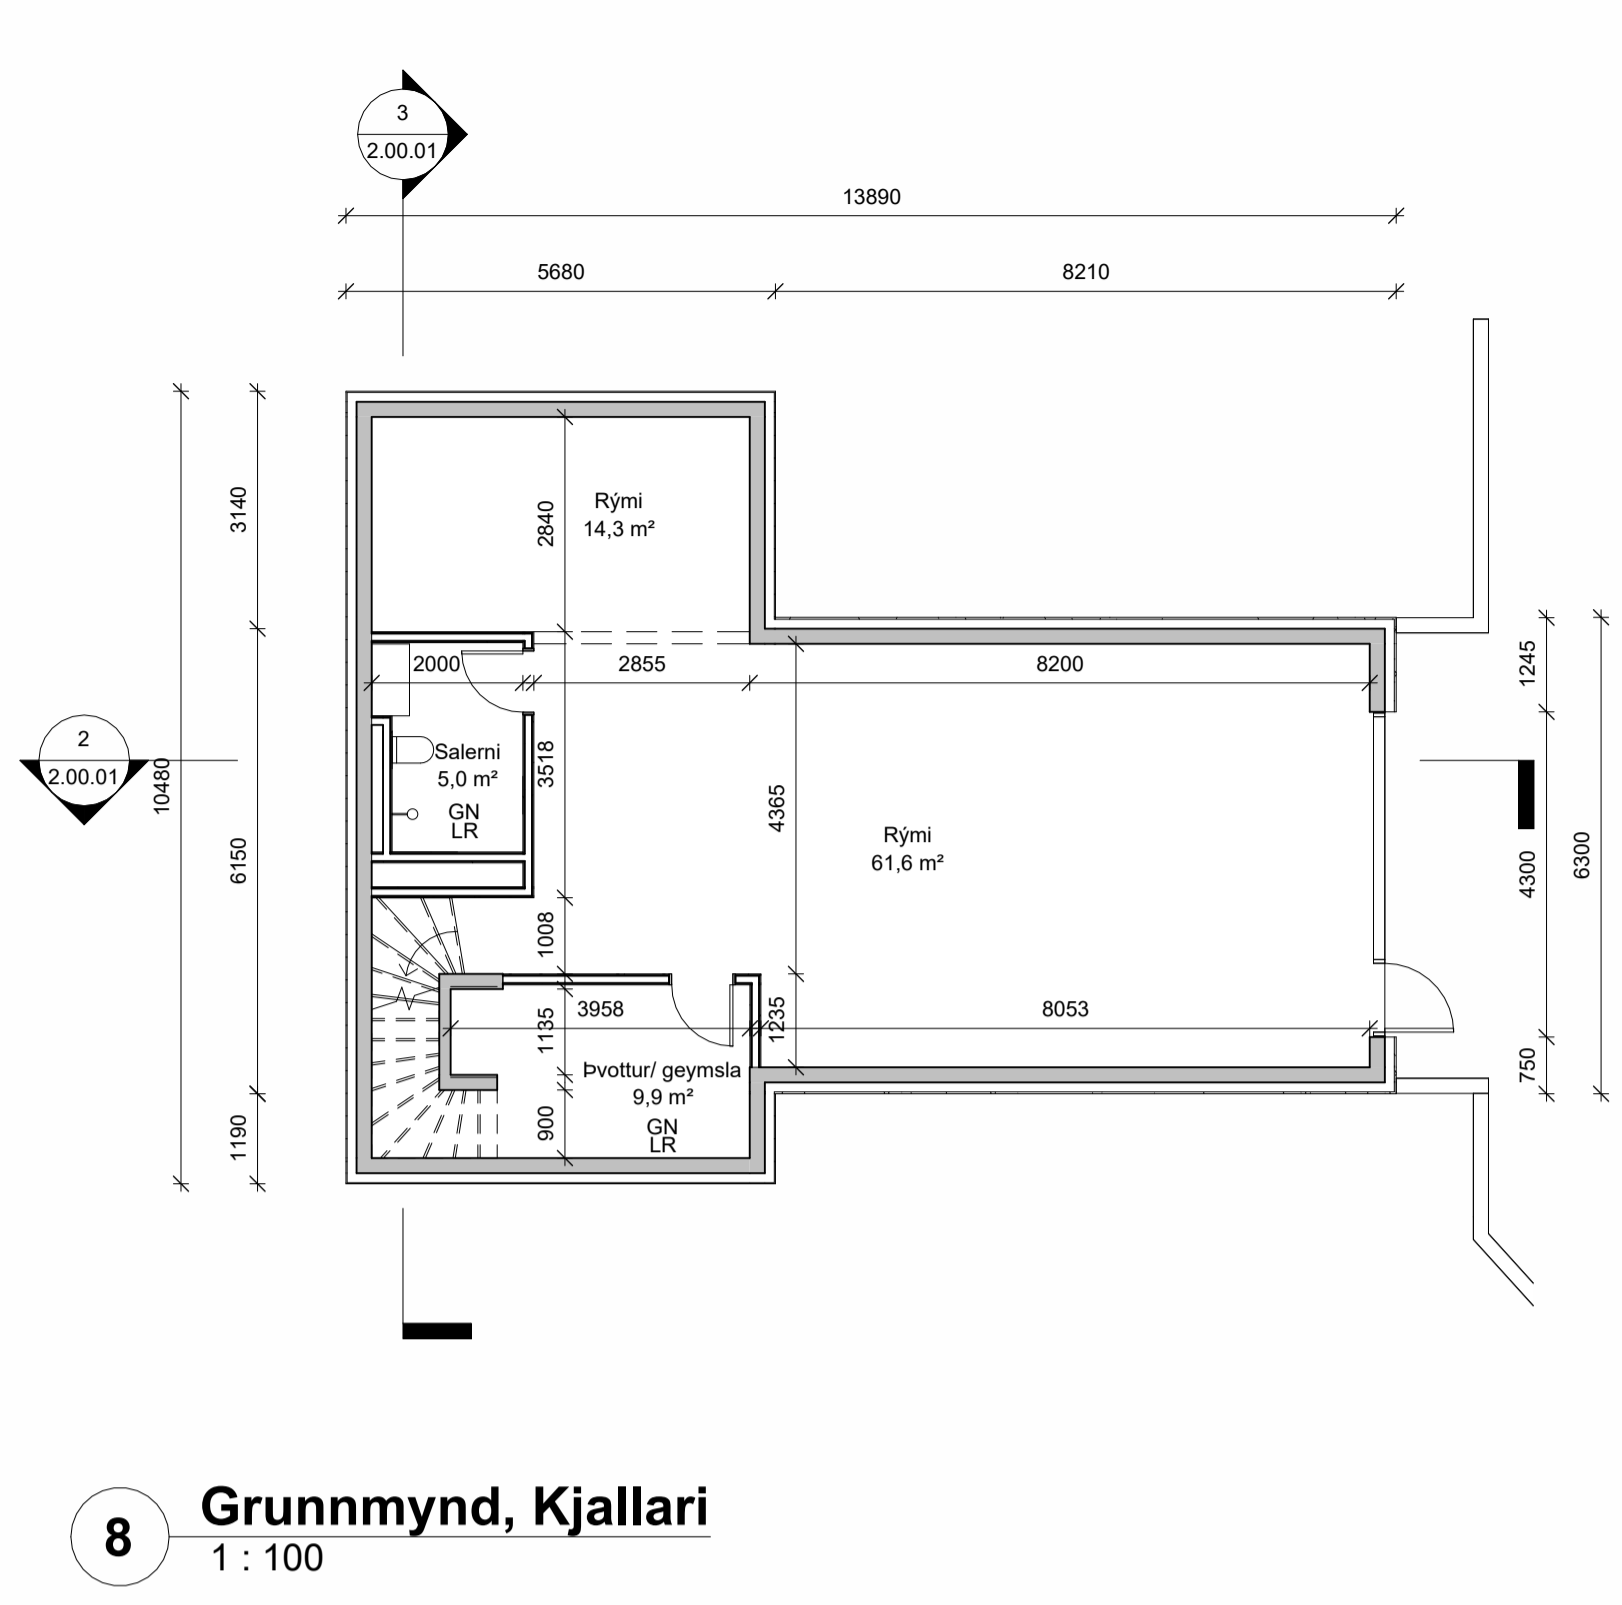 3
2.00.01
13890
5680
8210
3140
2840
Rými
14,3 m²
2000
2855
8200
1245
2
2.00.01
10480
6150
Salerni
5,0 m²
GN
LR
3518
4365
Rými
61,6 m²
4300
6300
1008
3958
1135
1235
8053
750
Þvottur/ geymsla
9,9 m²
GN
LR
900
1190
8
Grunnmynd, Kjallari
1 : 100